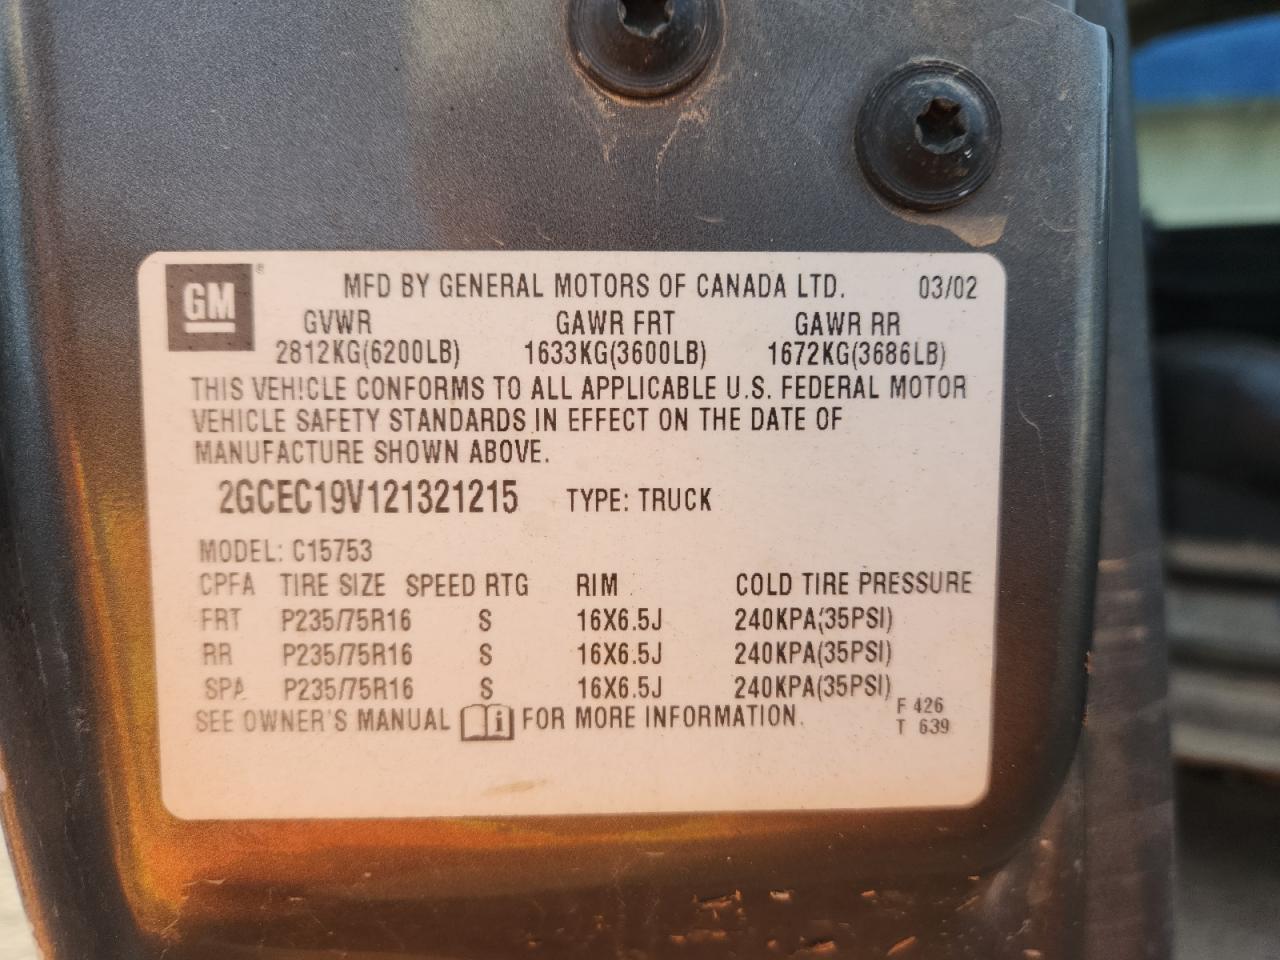 GM ® MFD BY GENERAL MOTORS OF CANADA LTD. 03/02
GVWR GAWR FRT GAWR RR
2812KG(6200LB) 1633KG(3600LB) 1672KG(3686LB)
THIS VEHICLE CONFORMS TO ALL APPLICABLE U.S. FEDERAL MOTOR
VEHICLE SAFETY STANDARDS IN EFFECT ON THE DATE OF
MANUFACTURE SHOWN ABOVE.
2GCEC19V121321215 TYPE: TRUCK
MODEL: C15753
CPFA TIRE SIZE SPEED RTG RIM COLD TIRE PRESSURE
FRT P235/75R16 S 16X6.5J 240KPA(35PSI)
RR P235/75R16 S 16X6.5J 240KPA(35PSI)
SPA P235/75R16 S 16X6.5J 240KPA(35PSI)
SEE OWNER'S MANUAL i FOR MORE INFORMATION.
F 426
T 639